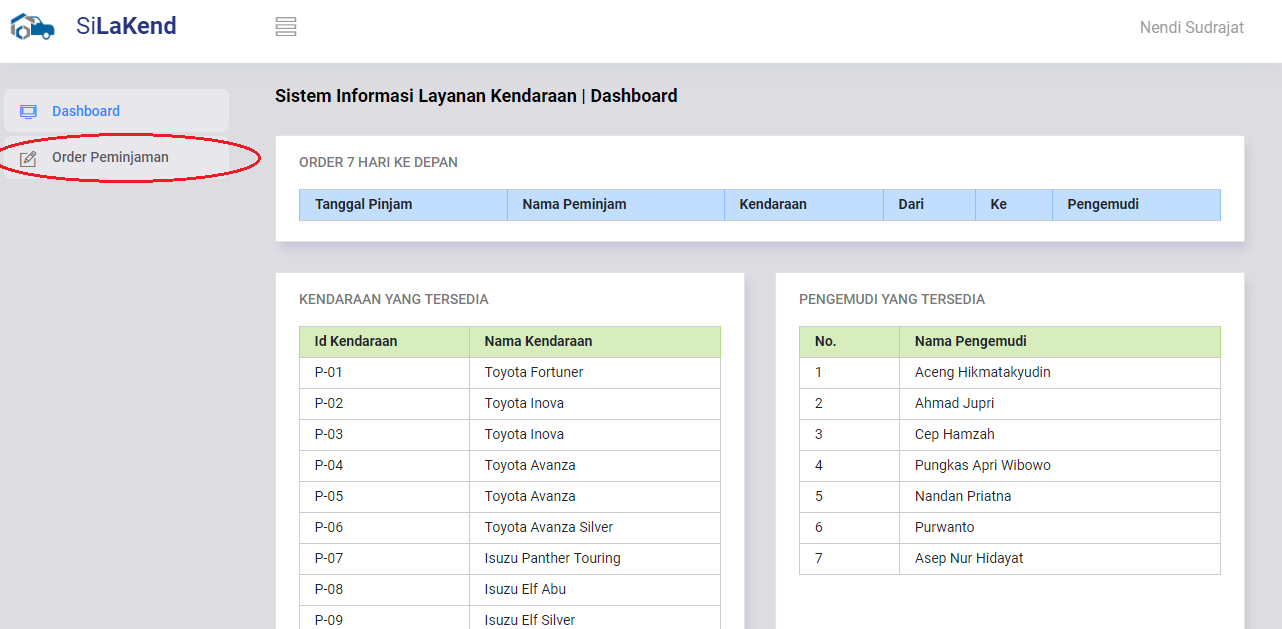 SiLaKend
Nendi Sudrajat
Dashboard
Order Peminjaman
Sistem Informasi Layanan Kendaraan | Dashboard
ORDER 7 HARI KE DEPAN
Tanggal Pinjam Nama Peminjam Kendaraan Dari Ke Pengemudi
KENDARAAN YANG TERSEDIA
Id Kendaraan Nama Kendaraan
P-01 Toyota Fortuner
P-02 Toyota Inova
P-03 Toyota Inova
P-04 Toyota Avanza
P-05 Toyota Avanza
P-06 Toyota Avanza Silver
P-07 Isuzu Panther Touring
P-08 Isuzu Elf Abu
P-09 Isuzu Elf Silver
PENGEMUDI YANG TERSEDIA
No. Nama Pengemudi
1 Aceng Hikmatakyudin
2 Ahmad Jupri
3 Cep Hamzah
4 Pungkas Apri Wibowo
5 Nandan Priatna
6 Purwanto
7 Asep Nur Hidayat